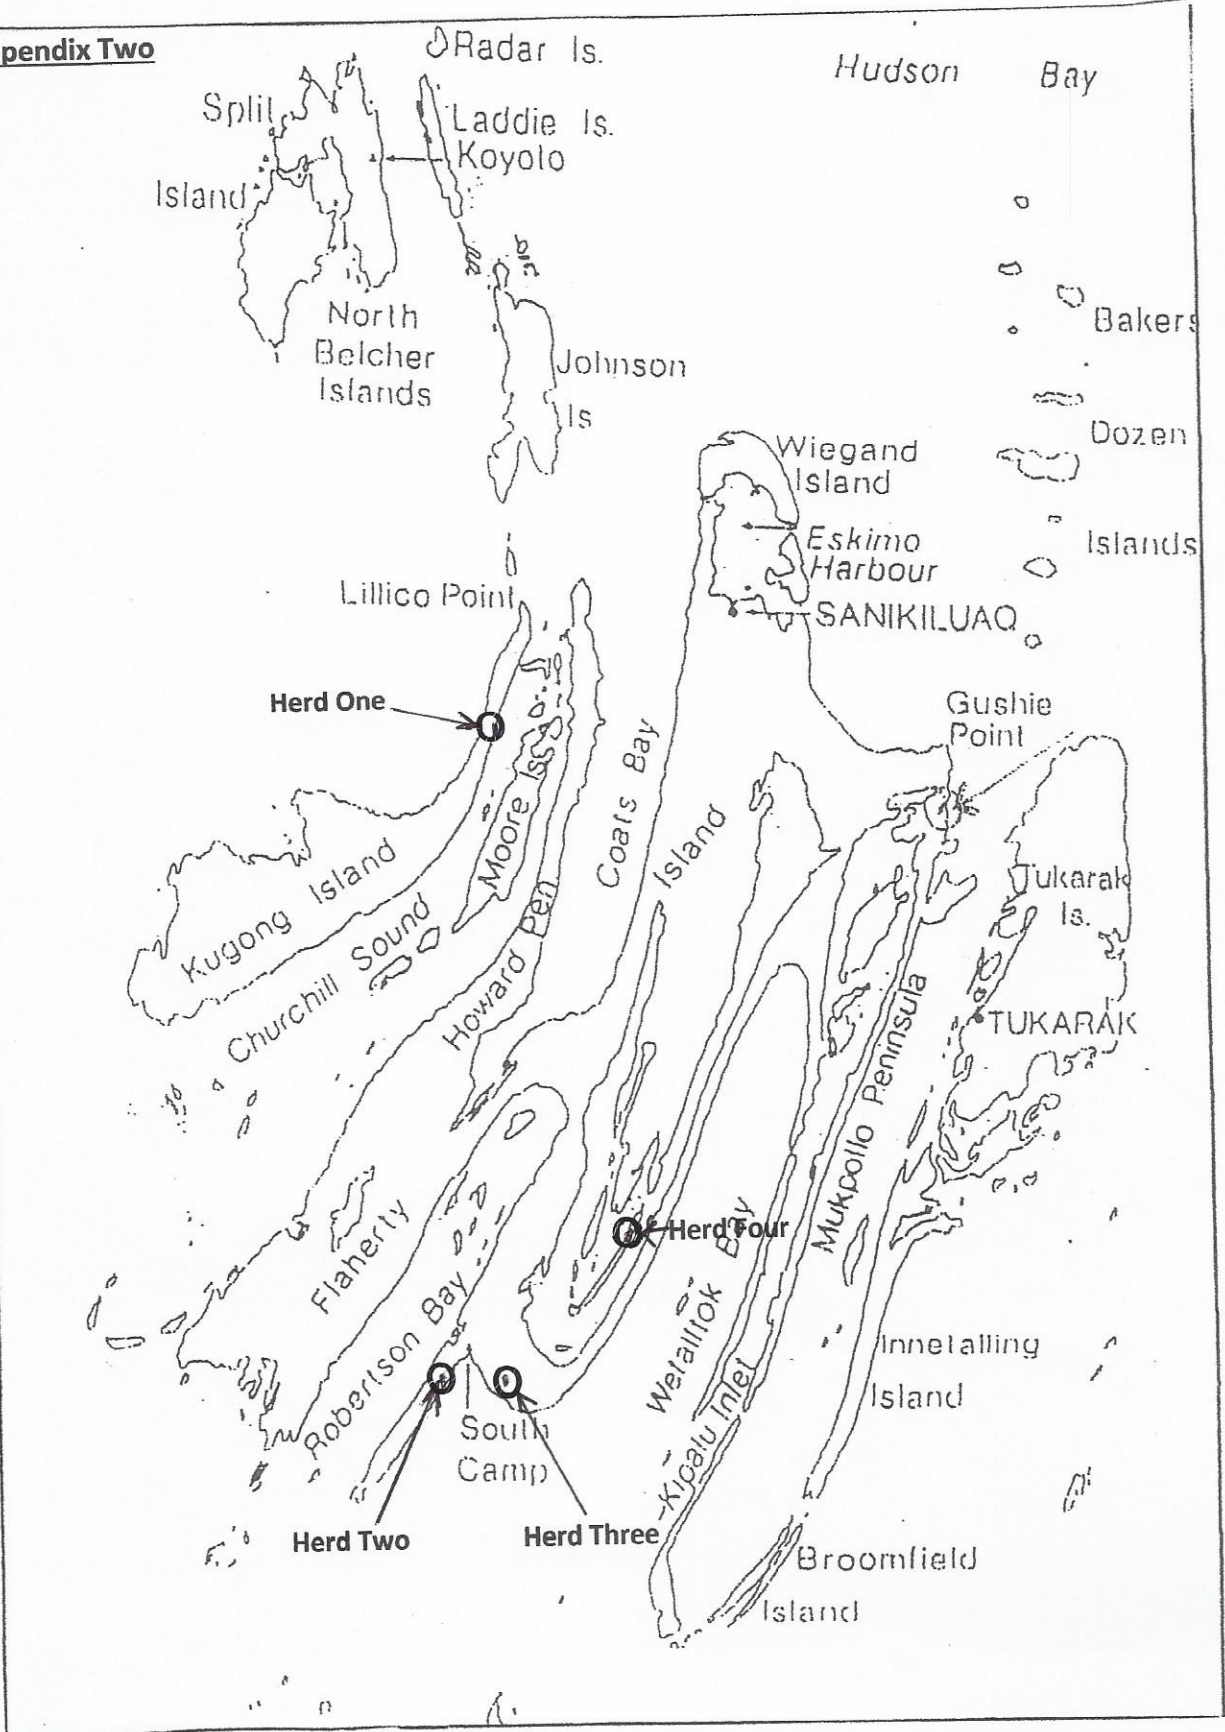 pendix Two
Radar Is.
Hudson Bay
Split
Island
Laddie Is.
Koyolo
North
Belcher
Islands
Johnson
Is
Bakers
Dozen
Islands
Wiegand
Island
Eskimo
Harbour
SANIKILUAQ
Lillico Point
Herd One
Gushie
Point
Coats Bay
Island
Moore Is
Kugong Island
Churchill Sound
Howard Pen
Tukarak
Is.
TUKARAK
Mukpollo Peninsula
Flaherty
Herd Four
Robertson Bay
Wetalltok Bay
Kipalu Inlet
Innetalling
Island
South
Camp
Herd Two
Herd Three
Broomfield
Island